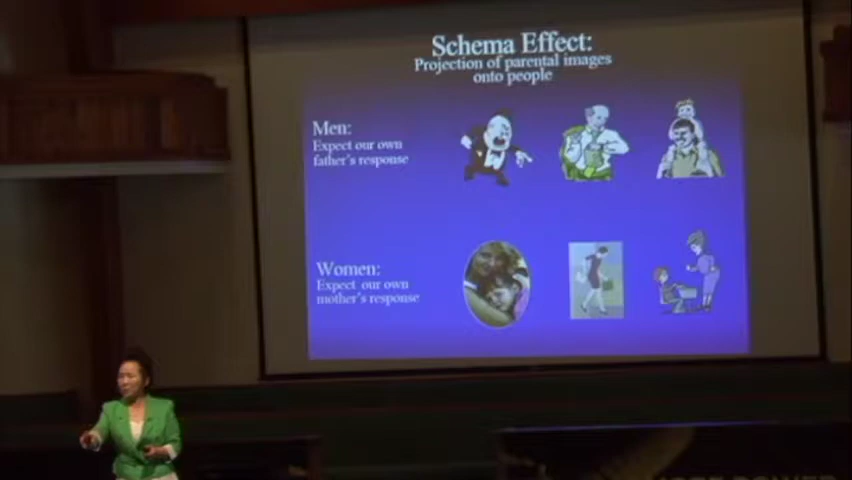 Schema Effect:
Projection of parental images
onto people
Men:
Expect our own
father's response
Women:
Expect our own
mother's response